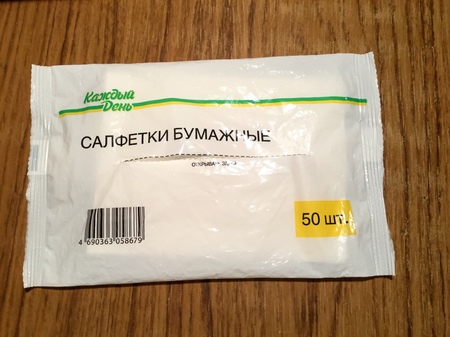 Каждый
День
САЛФЕТКИ БУМАЖНЫЕ
50 шт.
4 690363 058679